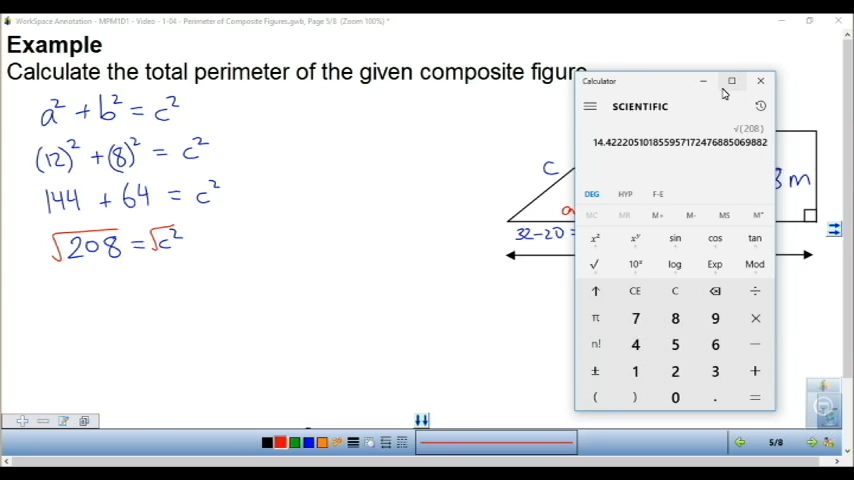 WorkSpace Annotation - MPM1D1 - Video - 1-04 - Perimeter of Composite Figures.gwb, Page 5/8 (Zoom 100%) *
Example
Calculate the total perimeter of the given composite figure
a² + b² = c²
(12)² + (8)² = c²
144 + 64 = c²
√208 = √c²
c
a
8 m
32-20 =
Calculator
SCIENTIFIC
√(208)
14.422205101855957172476885069882
DEG HYP F-E
MC MR M+ M- MS M˅
x² xʸ sin cos tan
√ 10ˣ log Exp Mod
↑ CE C ⌫ ÷
π 7 8 9 ×
n! 4 5 6 −
± 1 2 3 +
( ) 0 . =
5/8